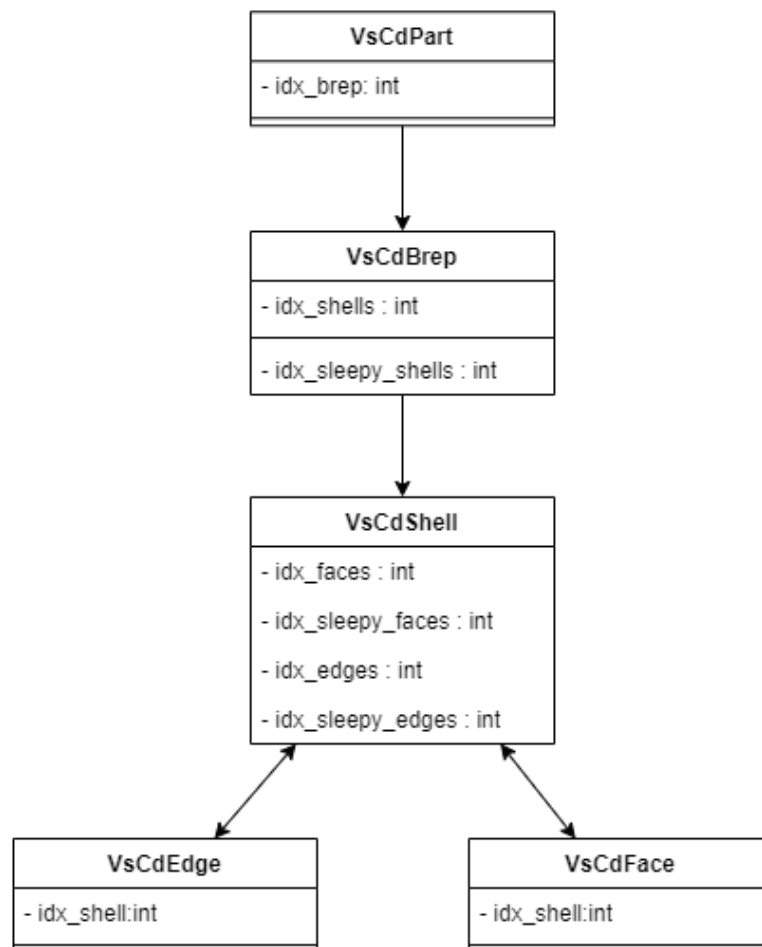 VsCdPart
- idx_brep: int
VsCdBrep
- idx_shells : int
- idx_sleepy_shells : int
VsCdShell
- idx_faces : int
- idx_sleepy_faces : int
- idx_edges : int
- idx_sleepy_edges : int
VsCdEdge
- idx_shell:int
VsCdFace
- idx_shell:int